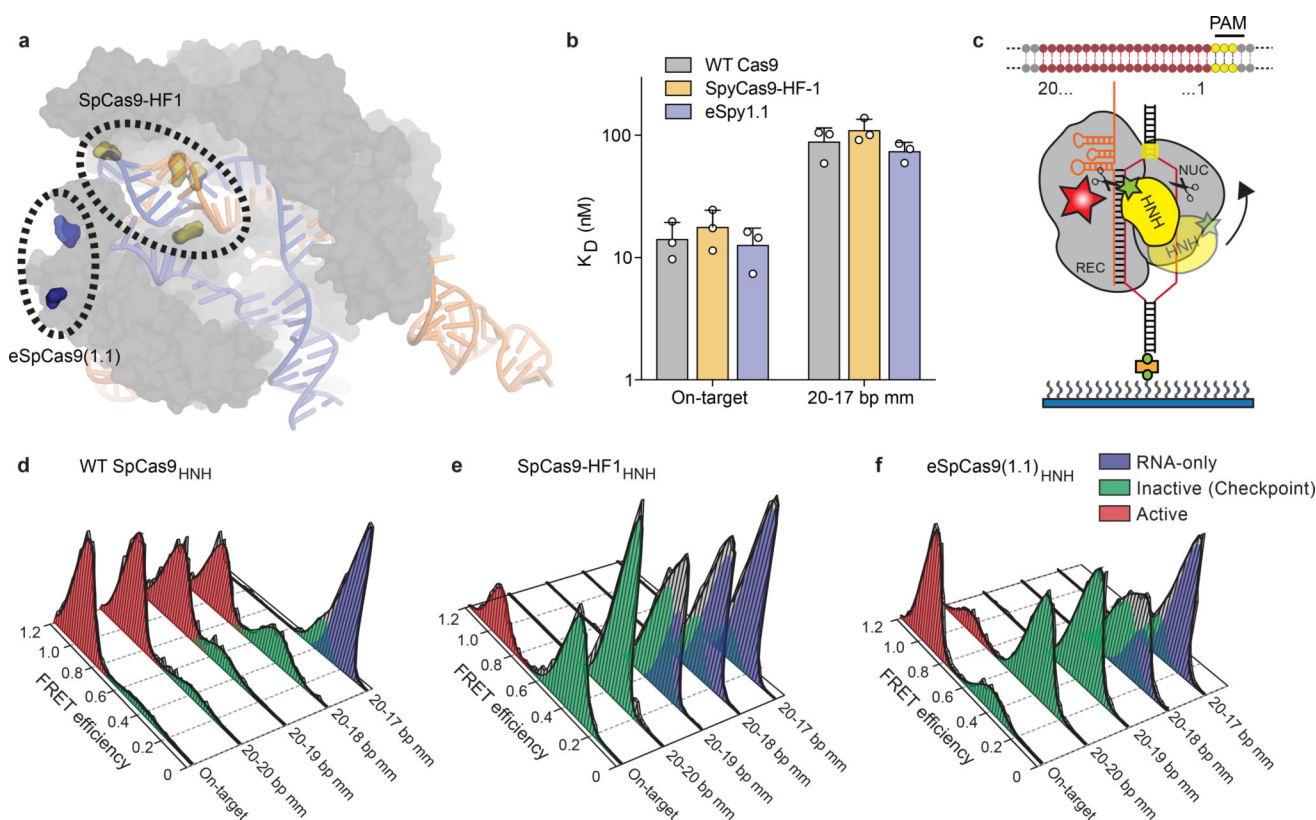 a
SpCas9-HF1
eSpCas9(1.1)
b
WT Cas9
SpyCas9-HF-1
eSpy1.1
KD (nM)
100
10
1
On-target
20-17 bp mm
c
PAM
20...
...1
NUC
HNH
HNH
REC
d WT SpCas9HNH
1.2
1.0
0.8
0.6
0.4
0.2
0
FRET efficiency
On-target
20-20 bp mm
20-19 bp mm
20-18 bp mm
20-17 bp mm
e SpCas9-HF1HNH
1.2
1.0
0.8
0.6
0.4
0.2
0
FRET efficiency
On-target
20-20 bp mm
20-19 bp mm
20-18 bp mm
20-17 bp mm
f eSpCas9(1.1)HNH
RNA-only
Inactive (Checkpoint)
Active
1.2
1.0
0.8
0.6
0.4
0.2
0
FRET efficiency
On-target
20-20 bp mm
20-19 bp mm
20-18 bp mm
20-17 bp mm